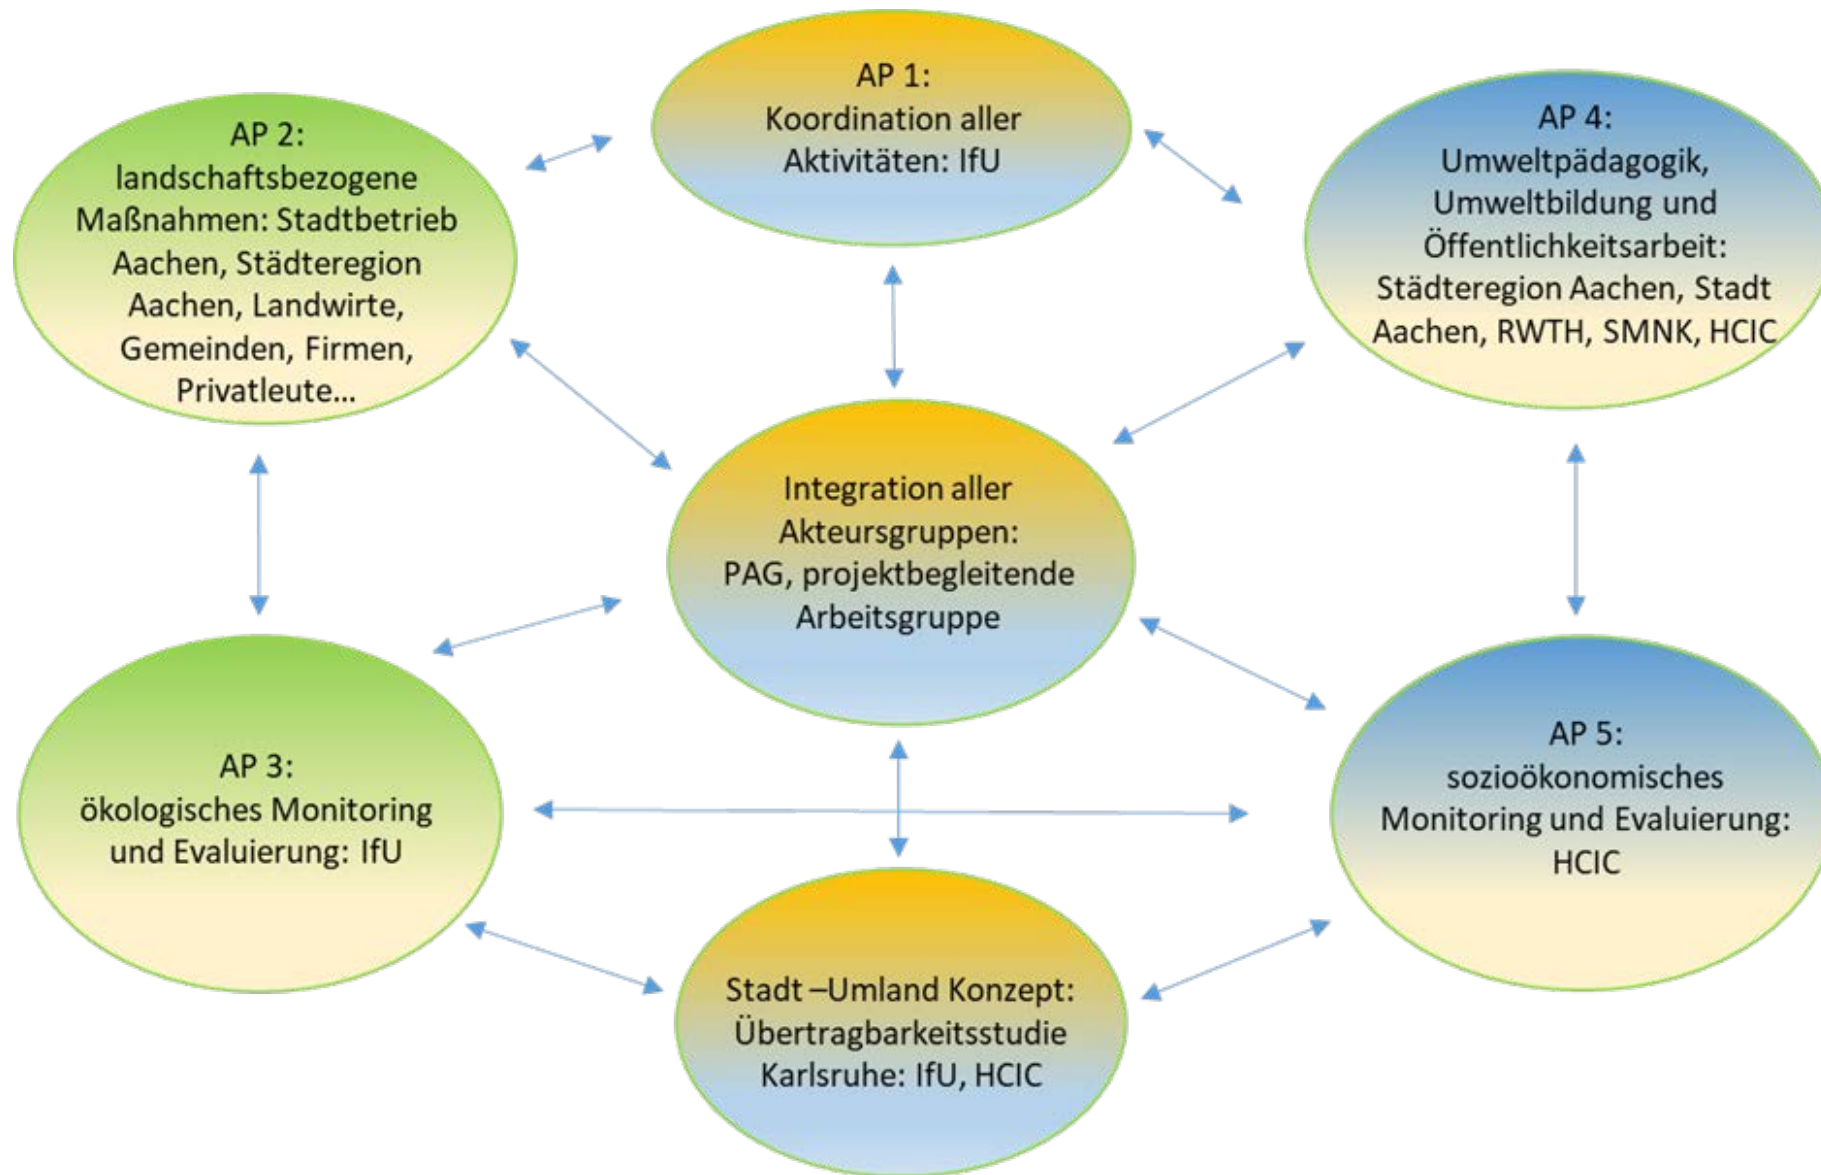 AP 1:
Koordination aller
Aktivitäten: IfU
AP 2:
landschaftsbezogene
Maßnahmen: Stadtbetrieb
Aachen, Städteregion
Aachen, Landwirte,
Gemeinden, Firmen,
Privatleute...
AP 4:
Umweltpädagogik,
Umweltbildung und
Öffentlichkeitsarbeit:
Städteregion Aachen, Stadt
Aachen, RWTH, SMNK, HCIC
Integration aller
Akteursgruppen:
PAG, projektbegleitende
Arbeitsgruppe
AP 3:
ökologisches Monitoring
und Evaluierung: IfU
AP 5:
sozioökonomisches
Monitoring und Evaluierung:
HCIC
Stadt –Umland Konzept:
Übertragbarkeitsstudie
Karlsruhe: IfU, HCIC